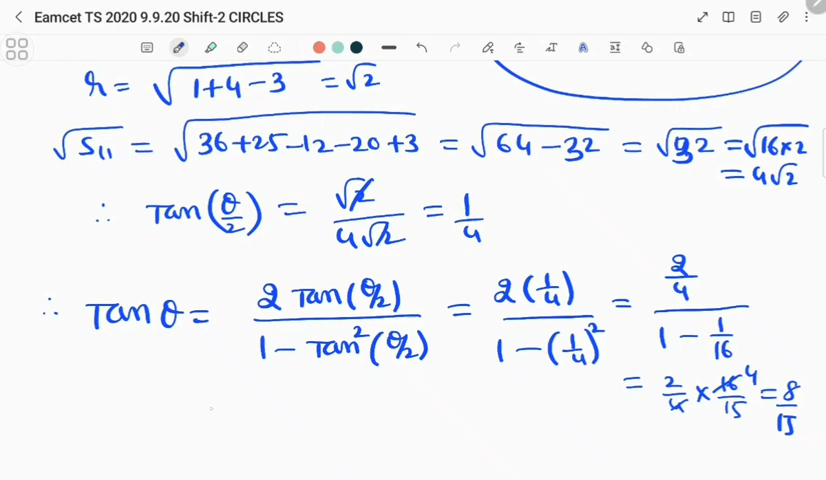 Eamcet TS 2020 9.9.20 Shift-2 CIRCLES
r = √(1+4-3) = √2
√S₁₁ = √(36+25-12-20+3) = √(64-32) = √32 = √(16×2)
= 4√2
∴ Tan(θ/2) = √2/4√2 = 1/4
∴ Tan θ = 2 Tan(θ/2)/1 - Tan²(θ/2) = 2(1/4)/1-(1/4)² = 2/4/1 - 1/16
= 2/4 × 16/15 4 = 8/15